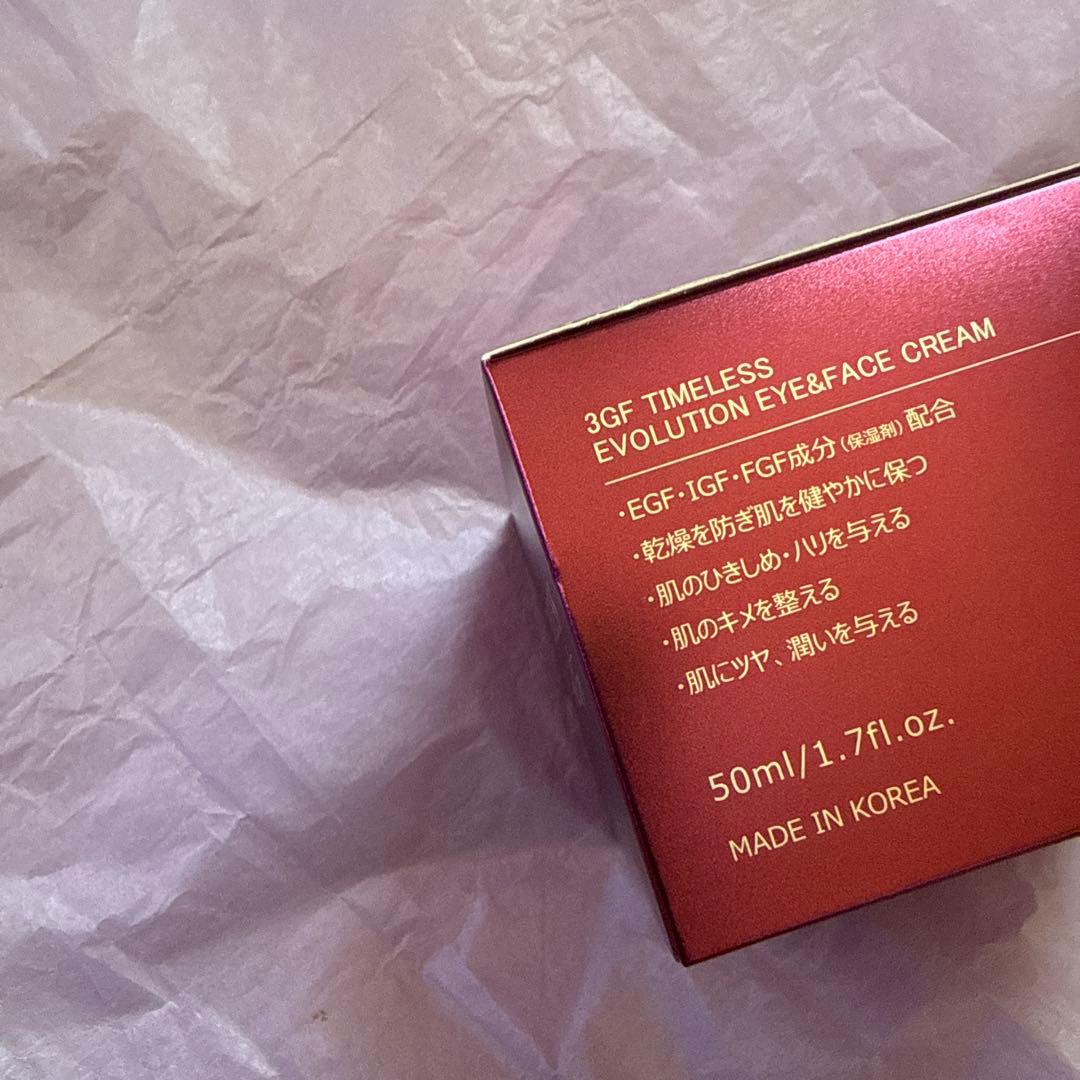 3GF TIMELESS
EVOLUTION EYE&FACE CREAM
・EGF・IGF・FGF成分（保湿剤）配合
・乾燥を防ぎ肌を健やかに保つ
・肌のひきしめ・ハリを与える
・肌のキメを整える
・肌にツヤ、潤いを与える
50ml/1.7fl.oz.
MADE IN KOREA